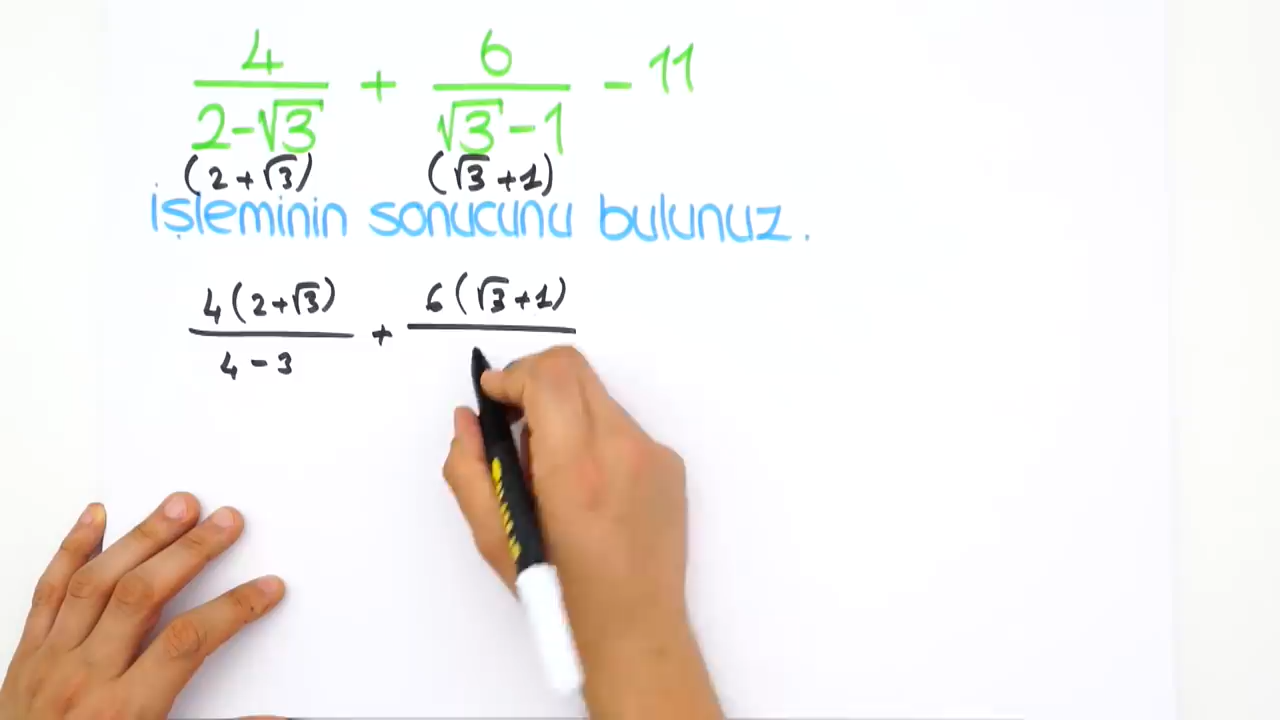 4/(2-√3) + 6/(√3-1) - 11
(2+√3) (√3+1)
işleminin sonucunu bulunuz.
4(2+√3)/(4-3) + 6(√3+1)/